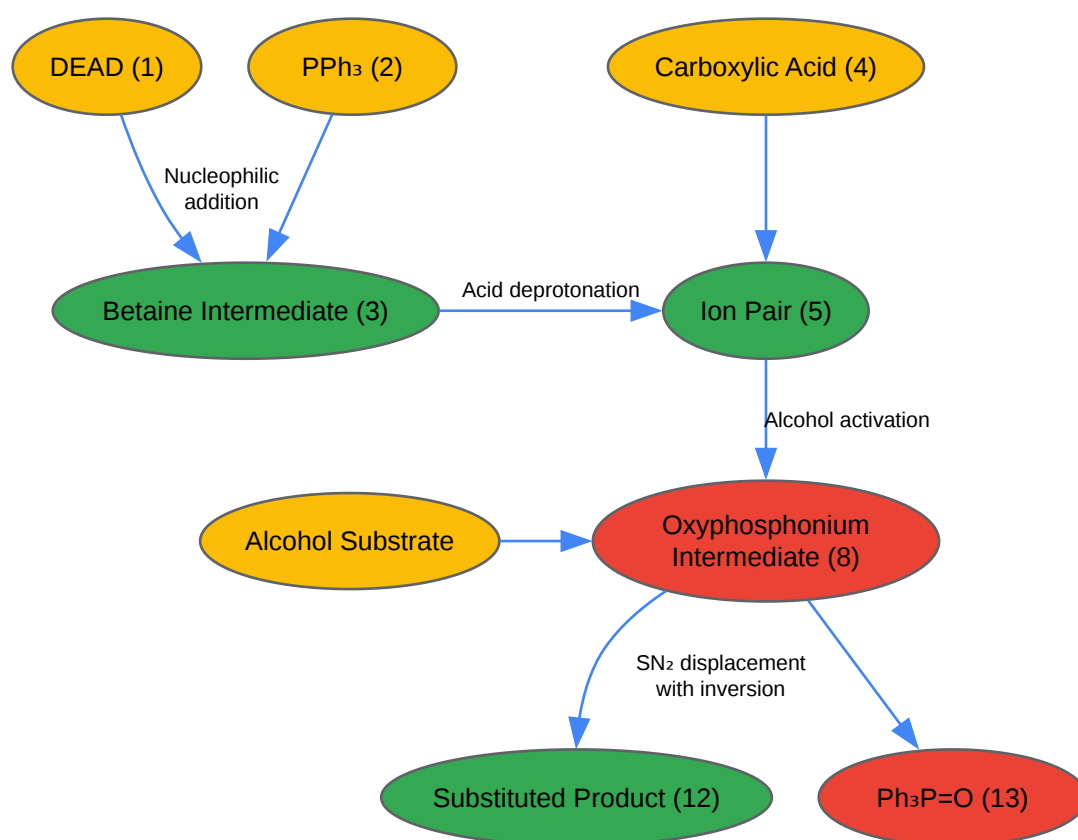 DEAD (1)
PPh₃ (2)
Carboxylic Acid (4)
Nucleophilic
addition
Betaine Intermediate (3)
Acid deprotonation
Ion Pair (5)
Alcohol activation
Alcohol Substrate
Oxyphosphonium
Intermediate (8)
SN₂ displacement
with inversion
Substituted Product (12)
Ph₃P=O (13)